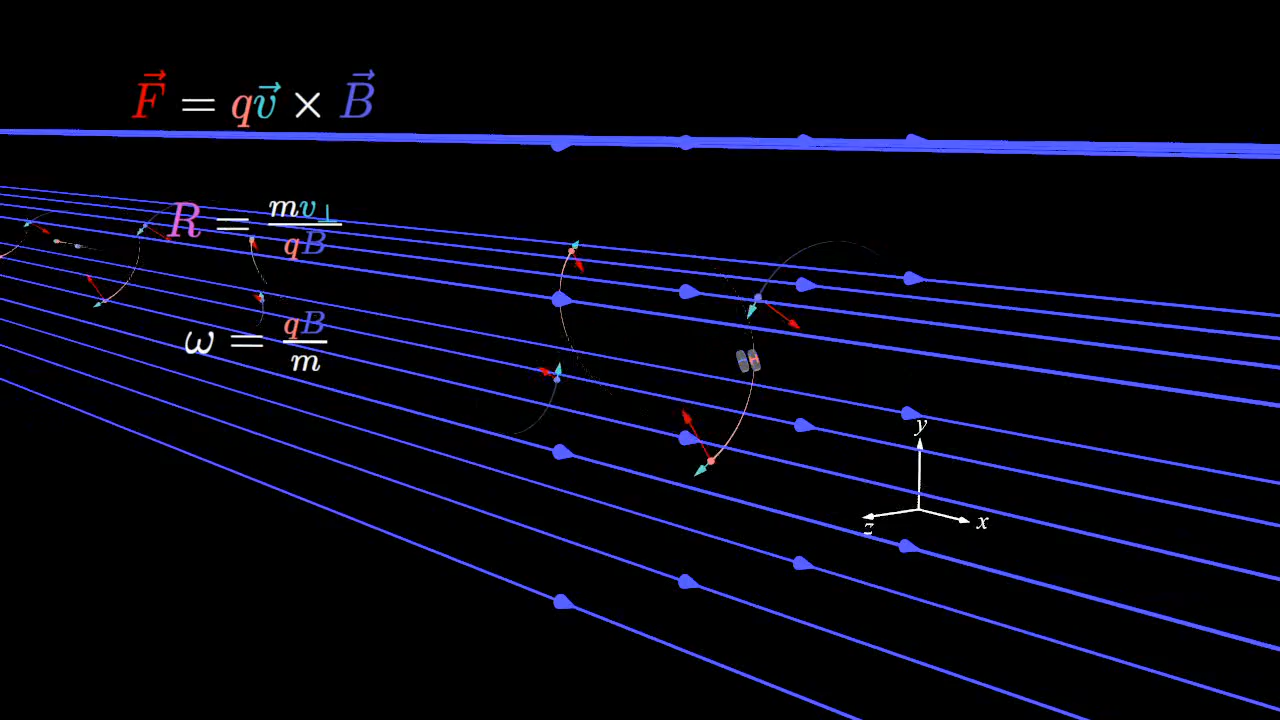 F⃗ = qv⃗ × B⃗
R = mv⊥/qB
ω = qB/m
y
z
x